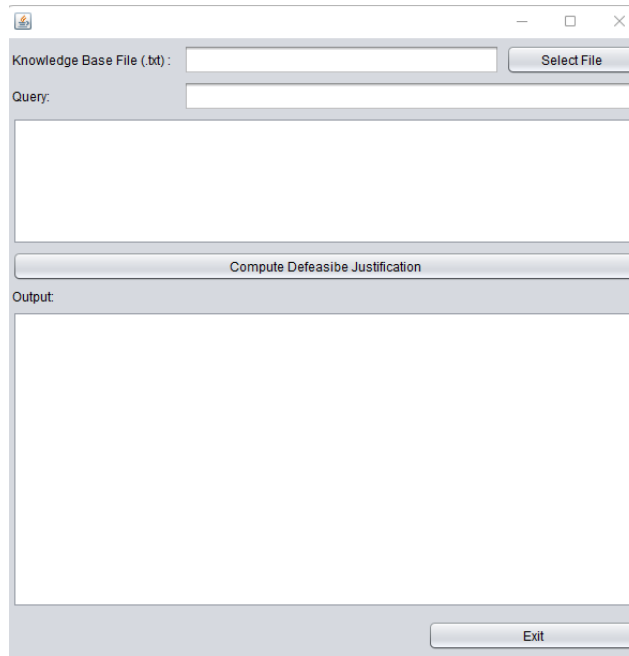 Knowledge Base File (.txt) :
Select File
Query:
Compute Defeasibe Justification
Output:
Exit